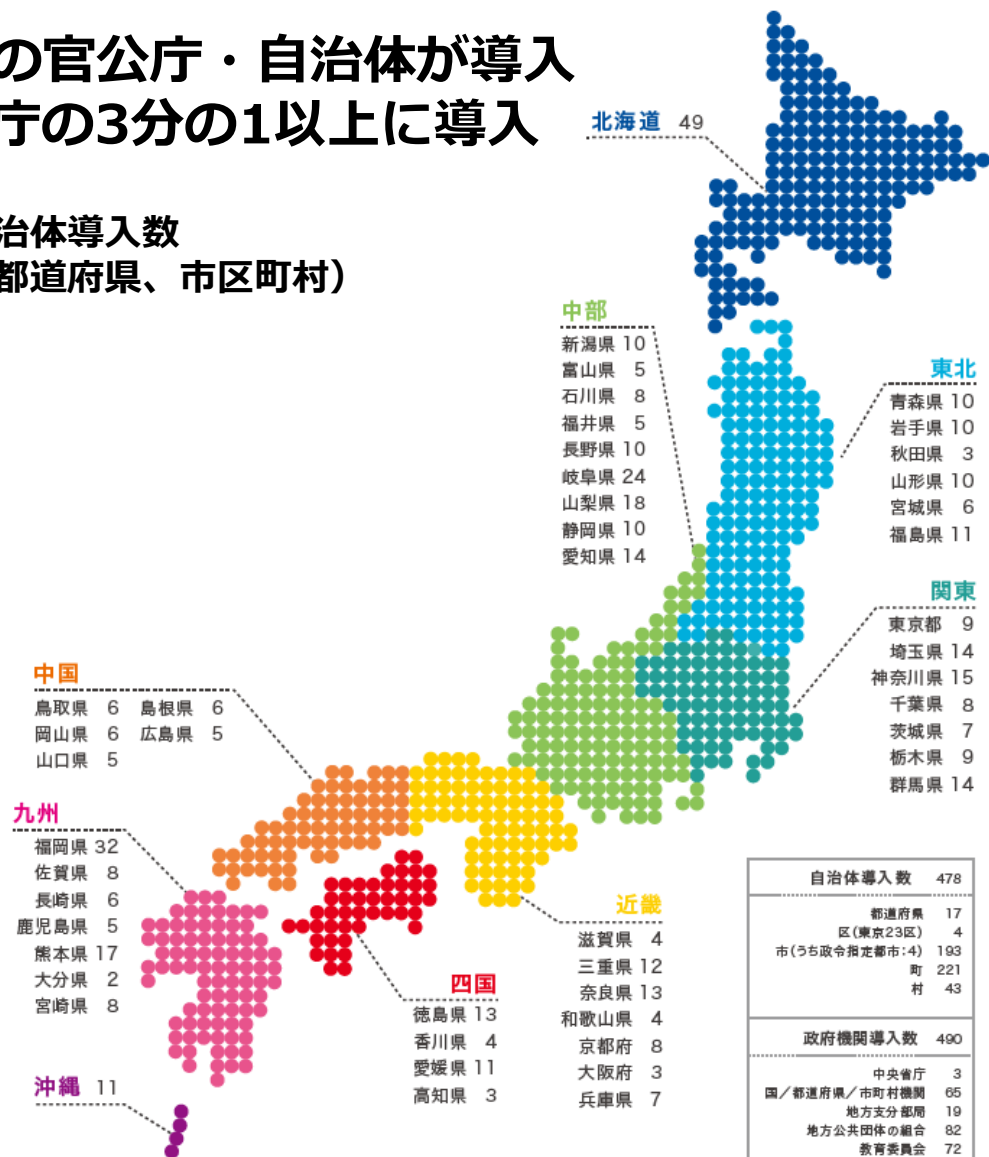 の官公庁・自治体が導入
庁の3分の1以上に導入
治体導入数
都道府県、市区町村）
北海道 49
中部
新潟県 10
富山県 5
石川県 8
福井県 5
長野県 10
岐阜県 24
山梨県 18
静岡県 10
愛知県 14
東北
青森県 10
岩手県 10
秋田県 3
山形県 10
宮城県 6
福島県 11
関東
東京都 9
埼玉県 14
神奈川県 15
千葉県 8
茨城県 7
栃木県 9
群馬県 14
中国
鳥取県 6 島根県 6
岡山県 6 広島県 5
山口県 5
九州
福岡県 32
佐賀県 8
長崎県 6
鹿児島県 5
熊本県 17
大分県 2
宮崎県 8
沖縄 11
四国
徳島県 13
香川県 4
愛媛県 11
高知県 3
近畿
滋賀県 4
三重県 12
奈良県 13
和歌山県 4
京都府 8
大阪府 3
兵庫県 7
自治体導入数 478
都道府県 17
区（東京23区） 4
市（うち政令指定都市：4） 193
町 221
村 43
政府機関導入数 490
中央省庁 3
国／都道府県／市町村機関 65
地方支分部局 19
地方公共団体の組合 82
教育委員会 72